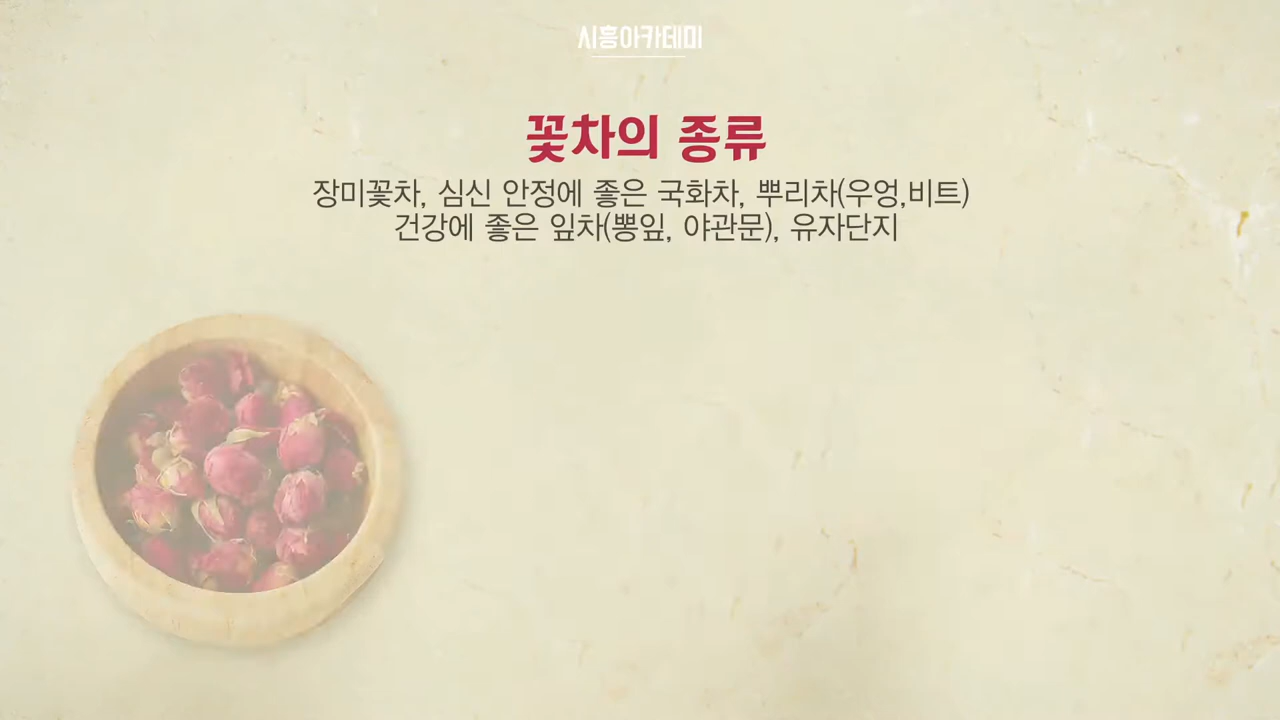 시흥아카데미
꽃차의 종류
장미꽃차, 심신 안정에 좋은 국화차, 뿌리차(우엉,비트)
건강에 좋은 잎차(뽕잎, 야관문), 유자단지